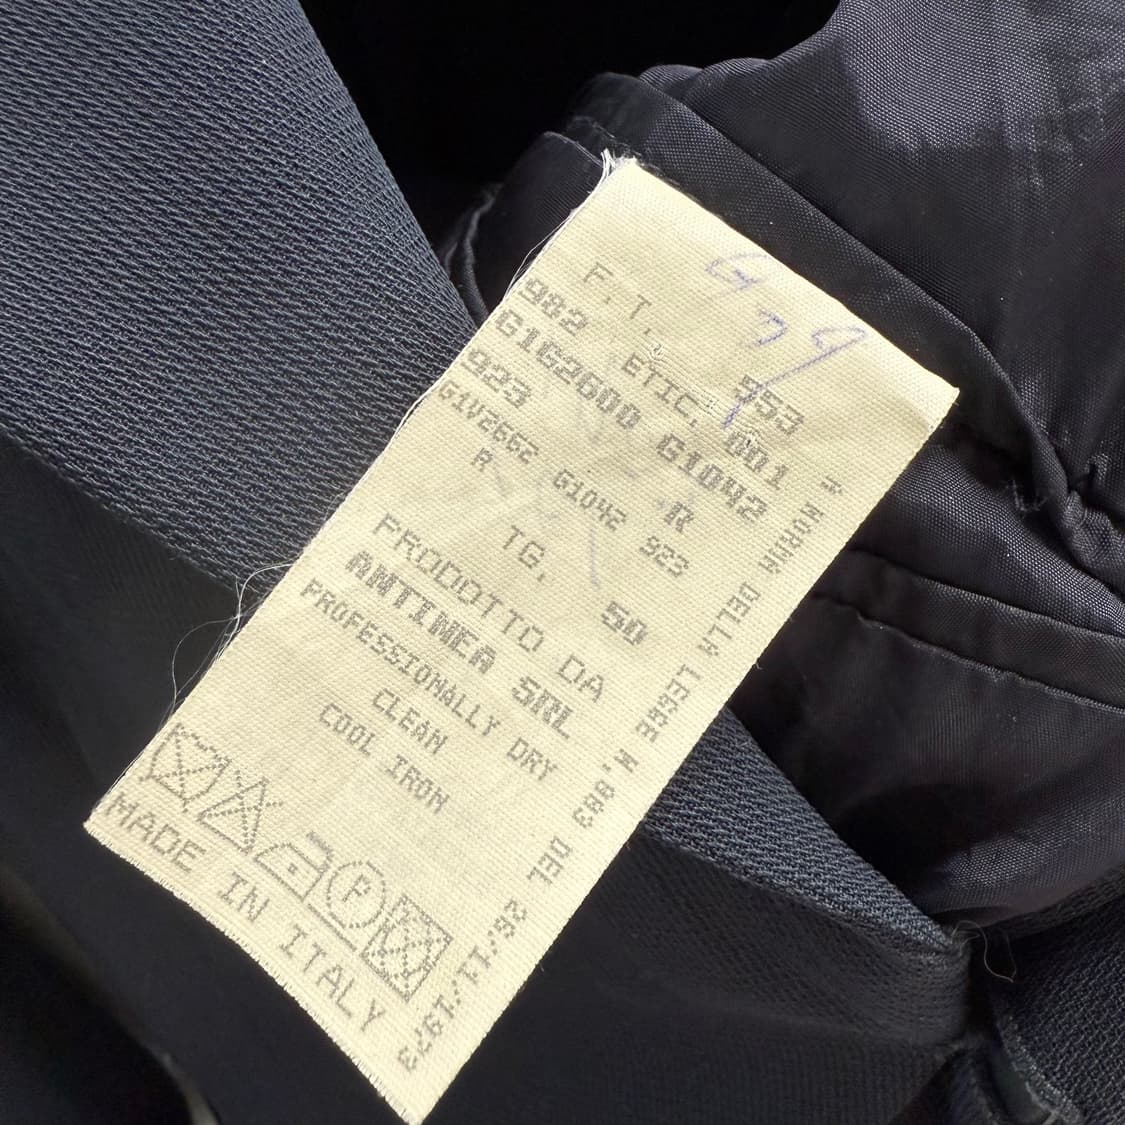 F.T. 953
982 ETIC. 001
G1G2600 G1042
923 R
G1V2662 G1042 923
R
TG. 50
PRODOTTO DA
ANTINEA SRL
PROFESSIONALLY DRY
CLEAN
COOL IRON
P
MADE IN ITALY
" NORMA DELLA LEGGE N.883 DEL 26/11/1973